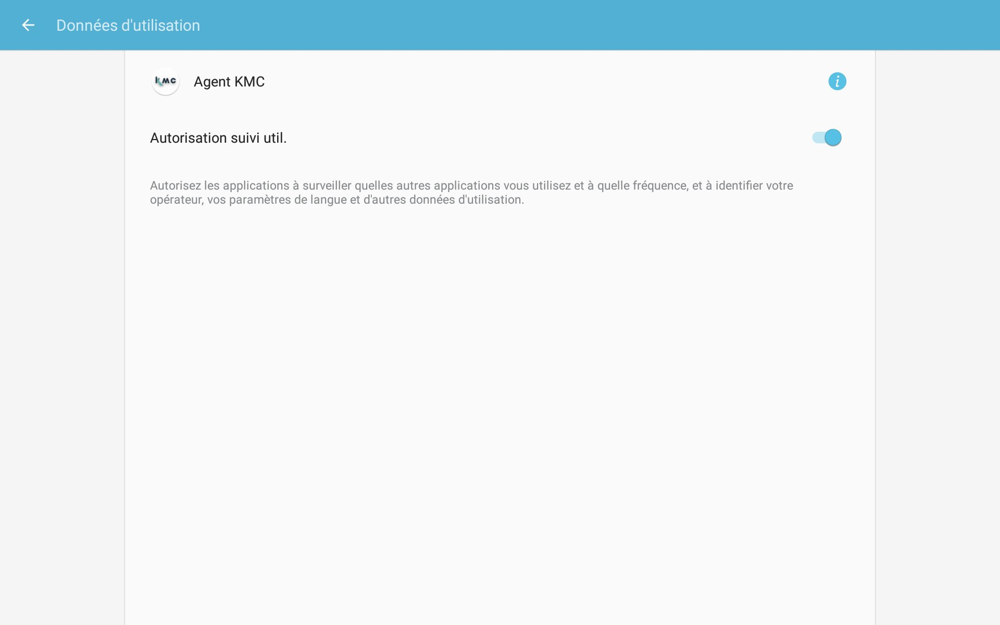 Données d'utilisation
KMC
Agent KMC
i
Autorisation suivi util.
Autorisez les applications à surveiller quelles autres applications vous utilisez et à quelle fréquence, et à identifier votre
opérateur, vos paramètres de langue et d'autres données d'utilisation.